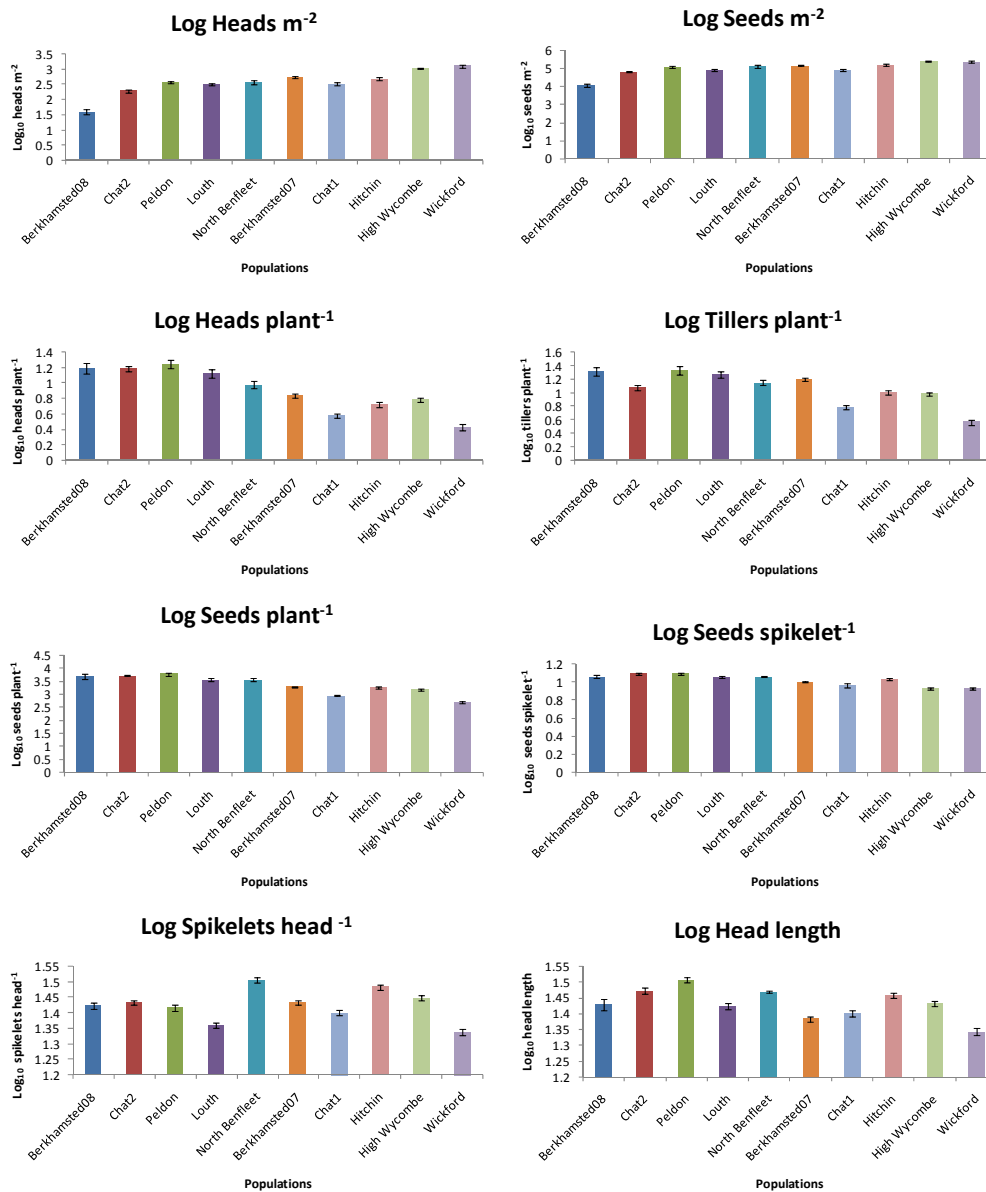 Log Heads m-2
Log10 heads m-2
3.5
3
2.5
2
1.5
1
0.5
0
Berkhamsted08
Chat2
Peldon
Louth
North Benfleet
Berkhamsted07
Chat1
Hitchin
High Wycombe
Wickford
Populations
Log Seeds m-2
Log10 seeds m-2
6
5
4
3
2
1
0
Berkhamsted08
Chat2
Peldon
Louth
North Benfleet
Berkhamsted07
Chat1
Hitchin
High Wycombe
Wickford
Populations
Log Heads plant-1
Log10 heads plant-1
1.4
1.2
1
0.8
0.6
0.4
0.2
0
Berkhamsted08
Chat2
Peldon
Louth
North Benfleet
Berkhamsted07
Chat1
Hitchin
High Wycombe
Wickford
Populations
Log Tillers plant-1
Log10 tillers plant-1
1.6
1.4
1.2
1
0.8
0.6
0.4
0.2
0
Berkhamsted08
Chat2
Peldon
Louth
North Benfleet
Berkhamsted07
Chat1
Hitchin
High Wycombe
Wickford
Populations
Log Seeds plant-1
Log10 seeds plant-1
4.5
4
3.5
3
2.5
2
1.5
1
0.5
0
Berkhamsted08
Chat2
Peldon
Louth
North Benfleet
Berkhamsted07
Chat1
Hitchin
High Wycombe
Wickford
Populations
Log Seeds spikelet-1
Log10 seeds spikelet-1
1.2
1
0.8
0.6
0.4
0.2
0
Berkhamsted08
Chat2
Peldon
Louth
North Benfleet
Berkhamsted07
Chat1
Hitchin
High Wycombe
Wickford
Populations
Log Spikelets head -1
Log10 spikelets head-1
1.55
1.5
1.45
1.4
1.35
1.3
1.25
1.2
Berkhamsted08
Chat2
Peldon
Louth
North Benfleet
Berkhamsted07
Chat1
Hitchin
High Wycombe
Wickford
Populations
Log Head length
Log10 head length
1.55
1.5
1.45
1.4
1.35
1.3
1.25
1.2
Berkhamsted08
Chat2
Peldon
Louth
North Benfleet
Berkhamsted07
Chat1
Hitchin
High Wycombe
Wickford
Populations